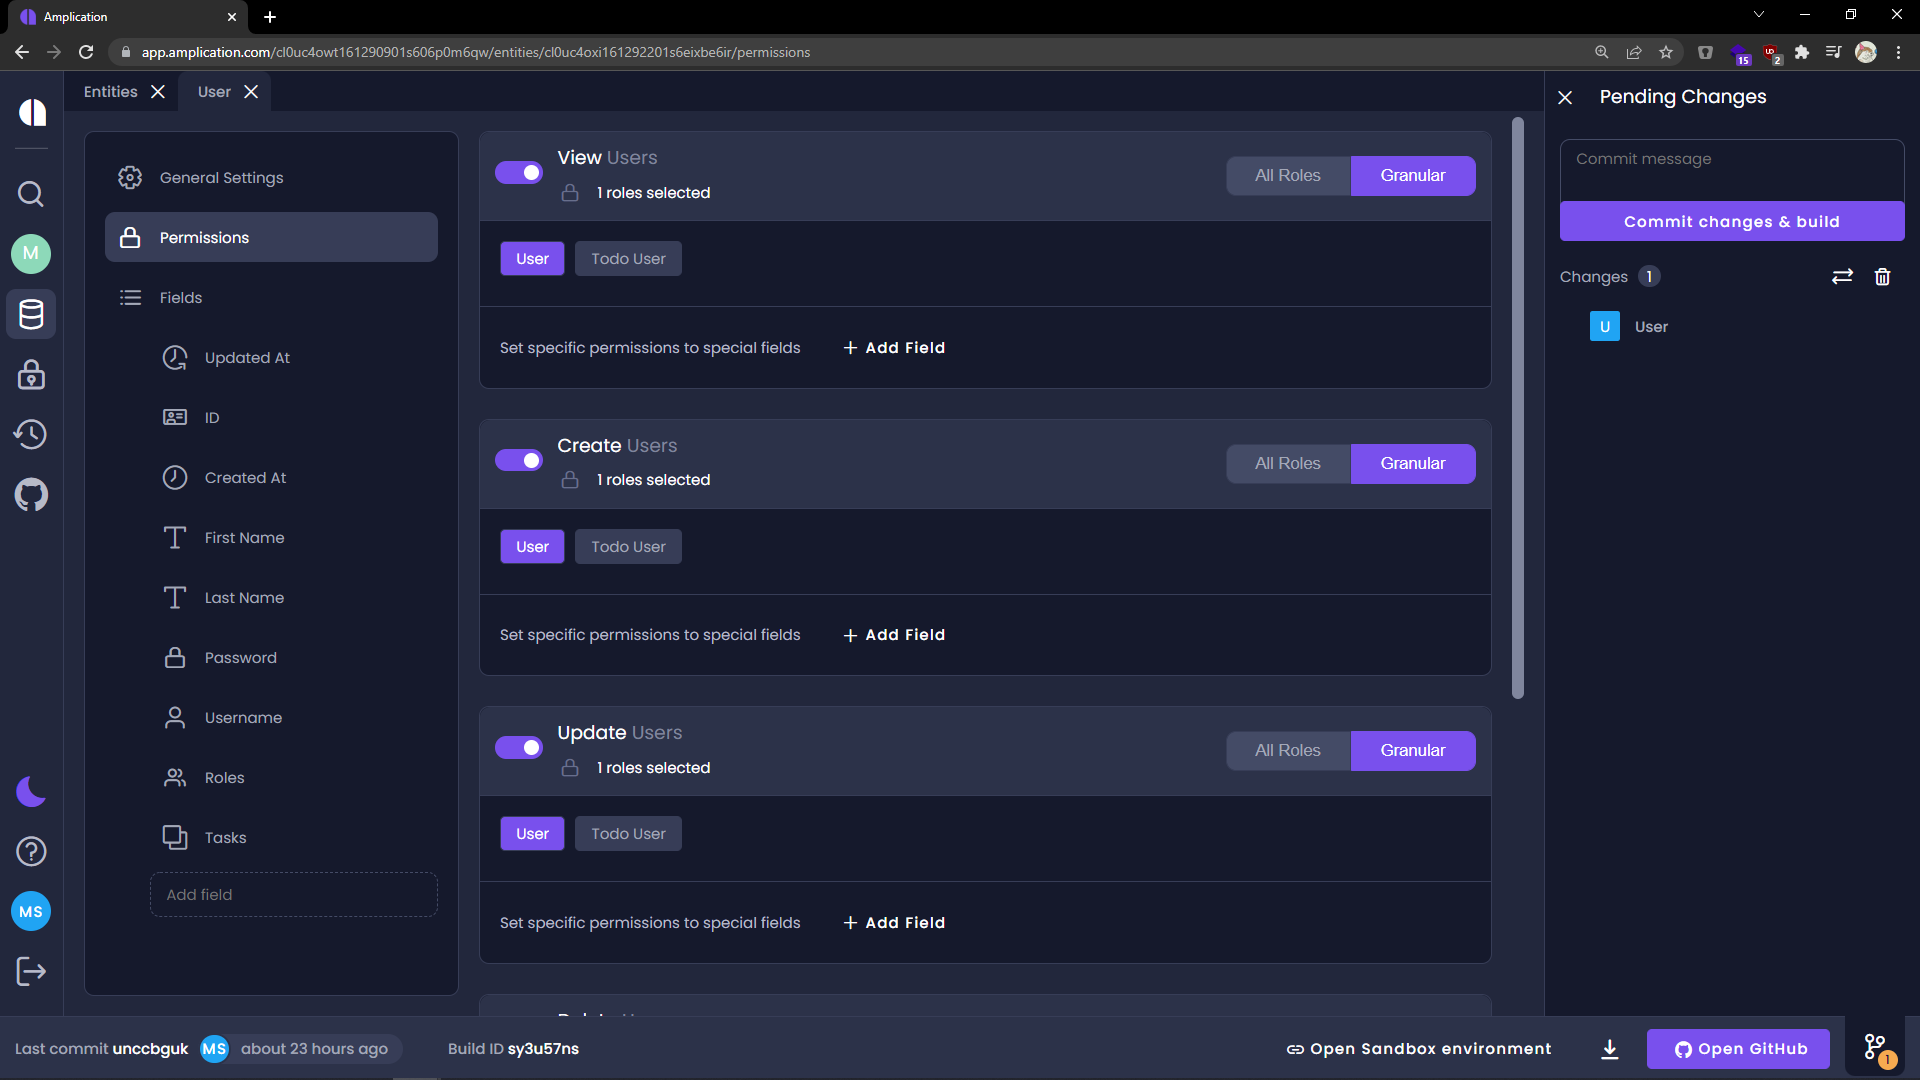 Amplication
app.amplication.com/cl0uc4owt161290901s606p0m6qw/entities/cl0uc4oxi161292201s6eixbe6ir/permissions
15
2
Entities
User
M
MS
General Settings
Permissions
Fields
Updated At
ID
Created At
First Name
Last Name
Password
Username
Roles
Tasks
Add field
View Users
1 roles selected
All Roles
Granular
User
Todo User
Set specific permissions to special fields
+ Add Field
Create Users
1 roles selected
All Roles
Granular
User
Todo User
Set specific permissions to special fields
+ Add Field
Update Users
1 roles selected
All Roles
Granular
User
Todo User
Set specific permissions to special fields
+ Add Field
Pending Changes
Commit message
Commit changes & build
Changes 1
U User
Last commit unccbguk MS about 23 hours ago
Build ID sy3u57ns
Open Sandbox environment
Open GitHub
1